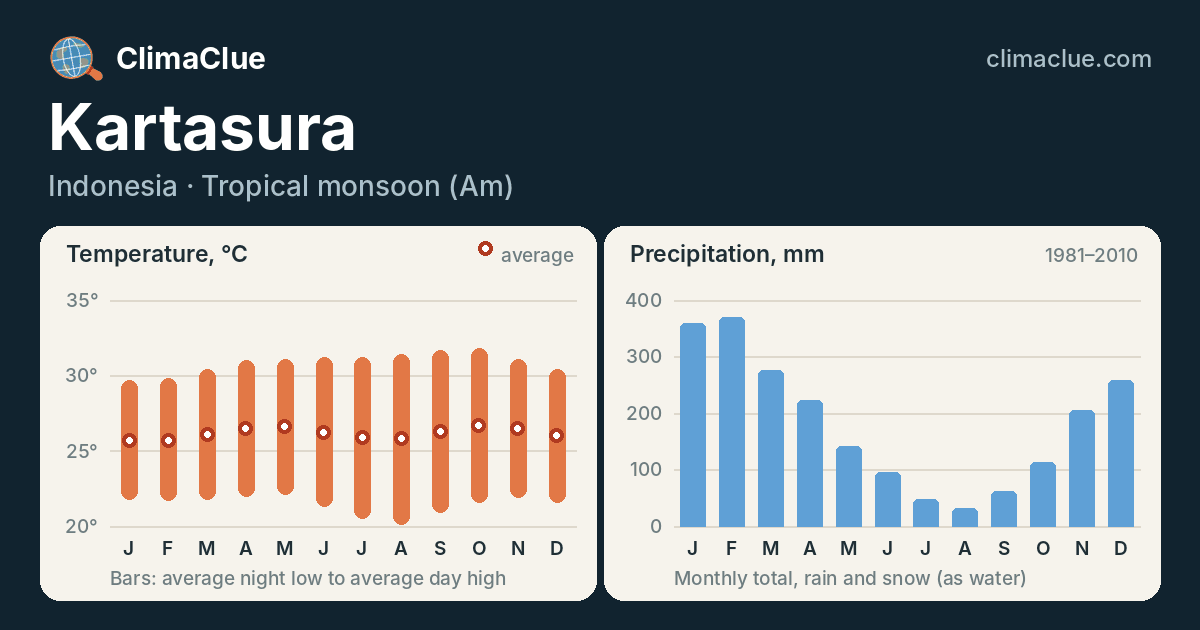 ClimaClue
climaclue.com
Kartasura
Indonesia · Tropical monsoon (Am)
Temperature, °C
average
35°
30°
25°
20°
J F M A M J J A S O N D
Bars: average night low to average day high
Precipitation, mm
1981–2010
400
300
200
100
0
J F M A M J J A S O N D
Monthly total, rain and snow (as water)